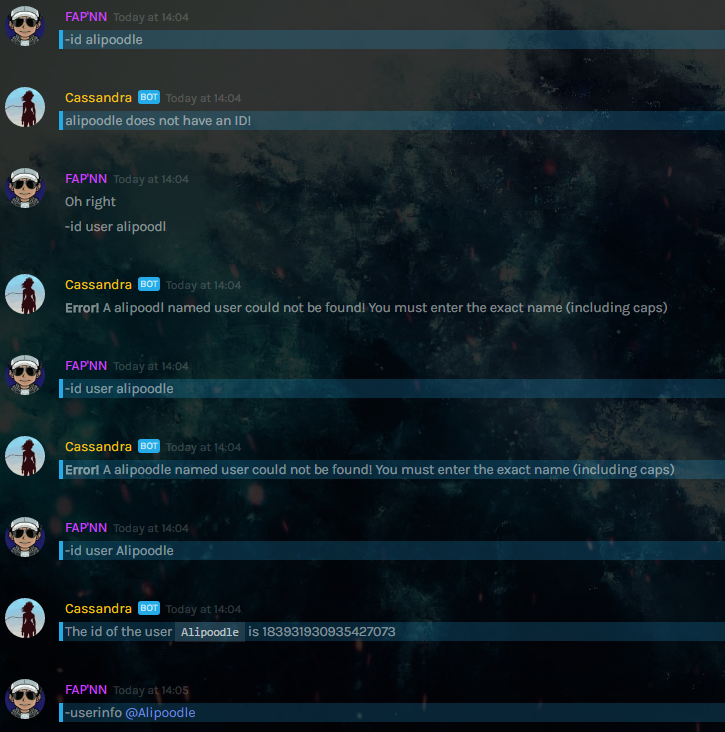 FAP'NN Today at 14:04
-id alipoodle
Cassandra BOT Today at 14:04
alipoodle does not have an ID!
FAP'NN Today at 14:04
Oh right
-id user alipoodl
Cassandra BOT Today at 14:04
Error! A alipoodl named user could not be found! You must enter the exact name (including caps)
FAP'NN Today at 14:04
-id user alipoodle
Cassandra BOT Today at 14:04
Error! A alipoodle named user could not be found! You must enter the exact name (including caps)
FAP'NN Today at 14:04
-id user Alipoodle
Cassandra BOT Today at 14:04
The id of the user Alipoodle is 183931930935427073
FAP'NN Today at 14:05
-userinfo @Alipoodle